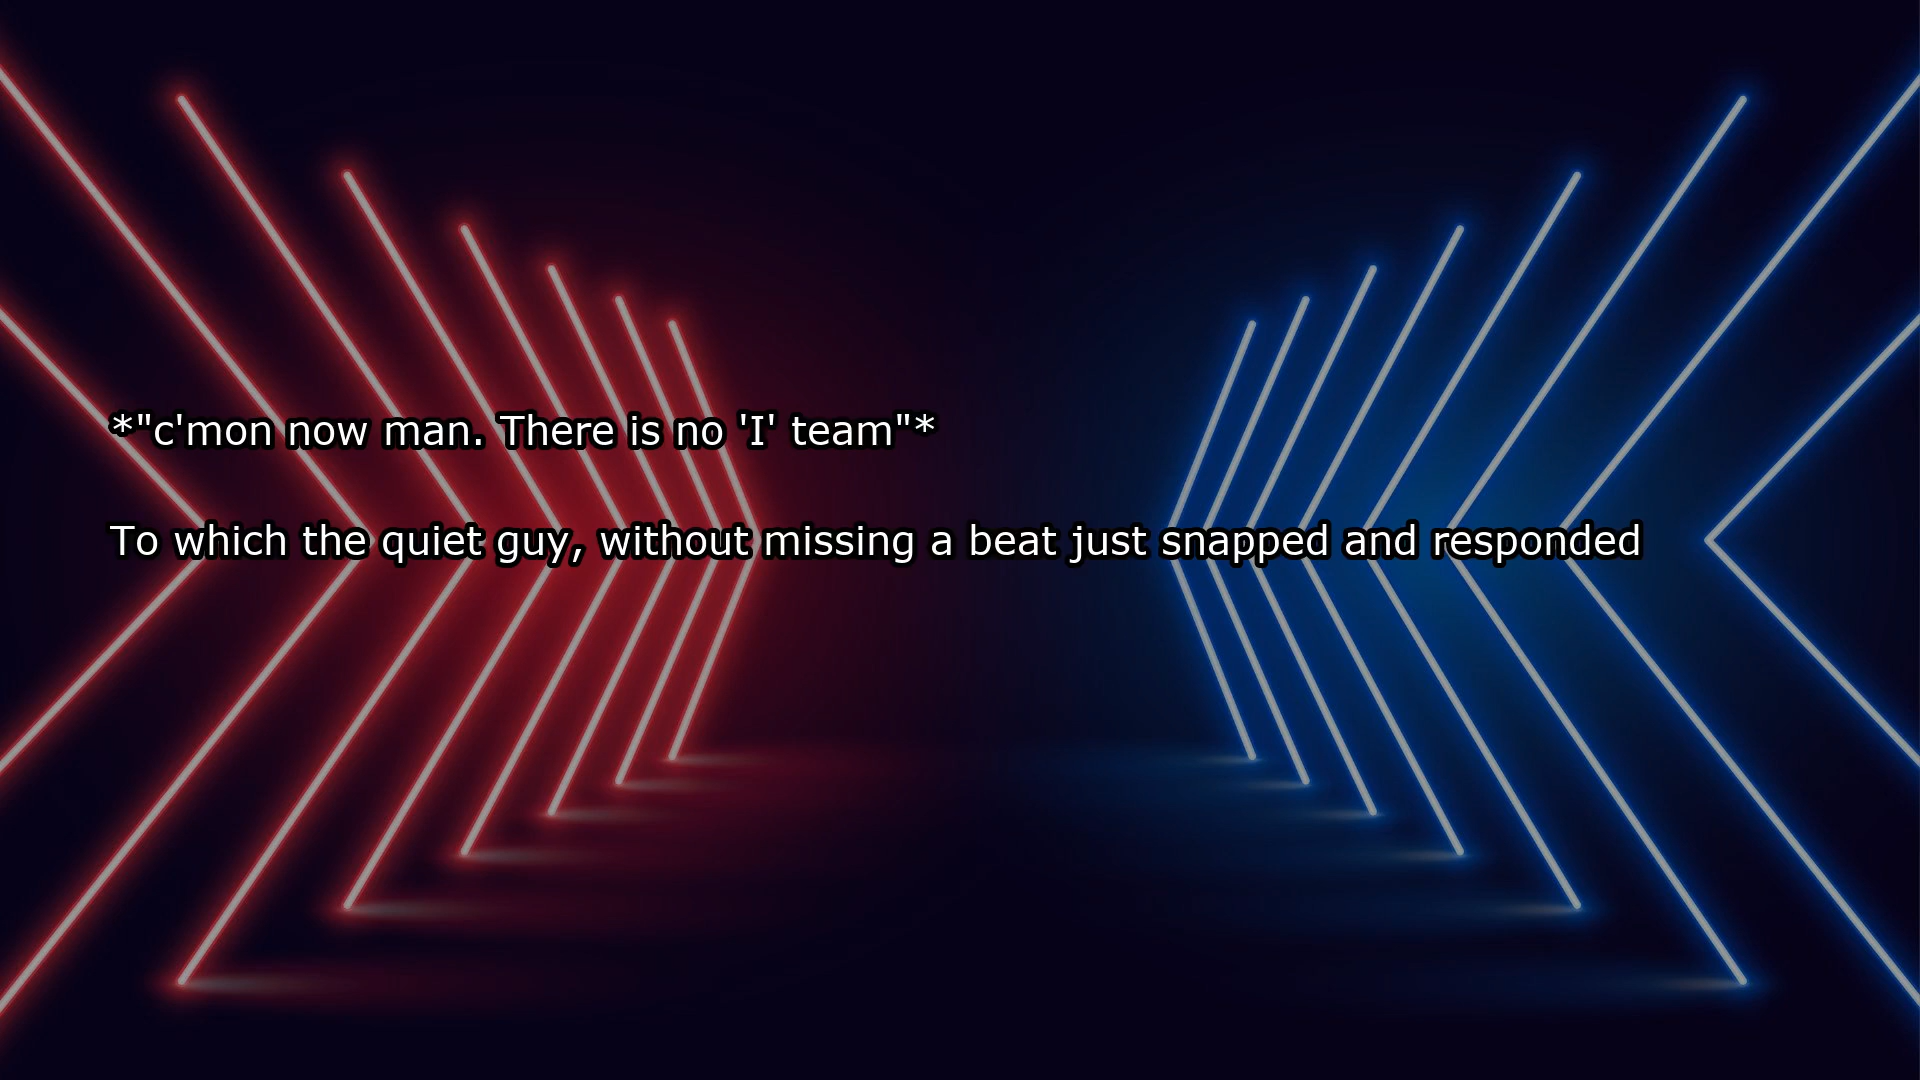 *"c'mon now man. There is no 'I' team"*
To which the quiet guy, without missing a beat just snapped and responded